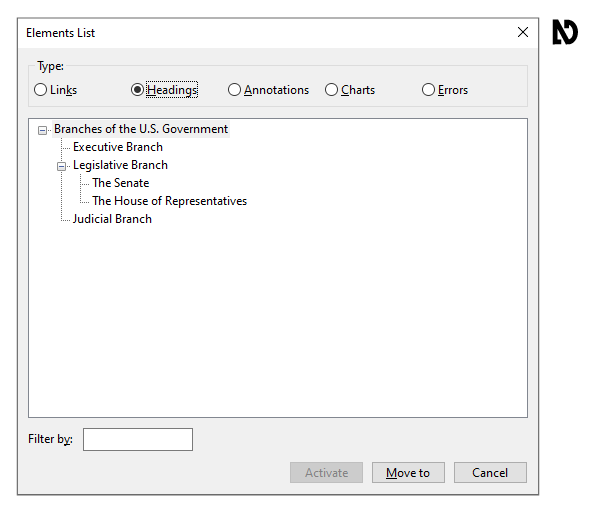 Elements List
Type:
Links Headings Annotations Charts Errors
Branches of the U.S. Government
Executive Branch
Legislative Branch
The Senate
The House of Representatives
Judicial Branch
Filter by:
Activate Move to Cancel